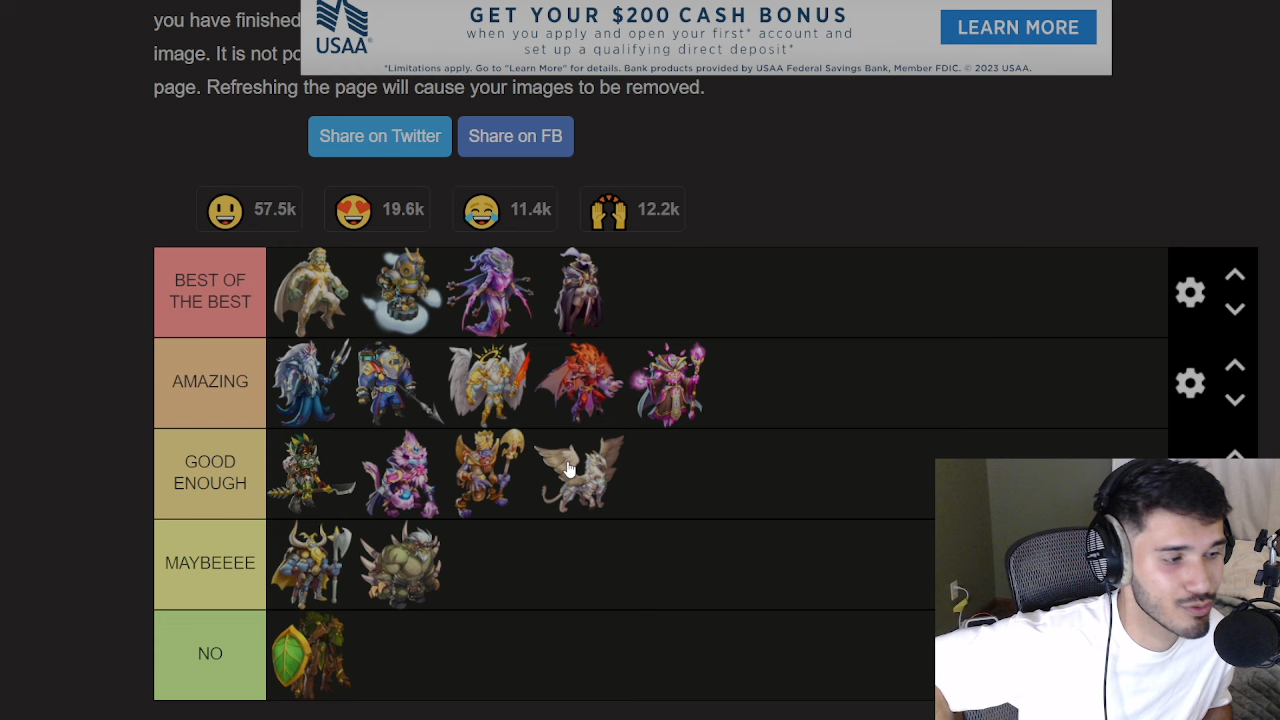 you have finished
image. It is not po
page. Refreshing the page will cause your images to be removed.
USAA®
GET YOUR $200 CASH BONUS
when you apply and open your first* account and
set up a qualifying direct deposit*
LEARN MORE
*Limitations apply. Go to "Learn More" for details. Bank products provided by USAA Federal Savings Bank, Member FDIC. © 2023 USAA.
Share on Twitter
Share on FB
57.5k
19.6k
11.4k
12.2k
BEST OF
THE BEST
AMAZING
GOOD
ENOUGH
MAYBEEEE
NO